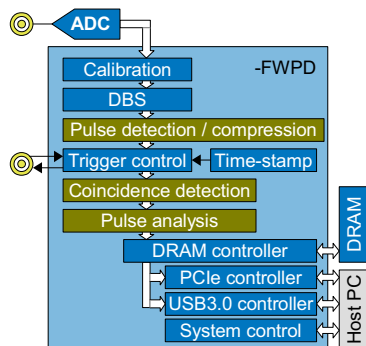 ADC
-FWPD
Calibration
DBS
Pulse detection / compression
Trigger control
Time-stamp
Coincidence detection
Pulse analysis
DRAM controller
DRAM
PCIe controller
USB3.0 controller
System control
Host PC